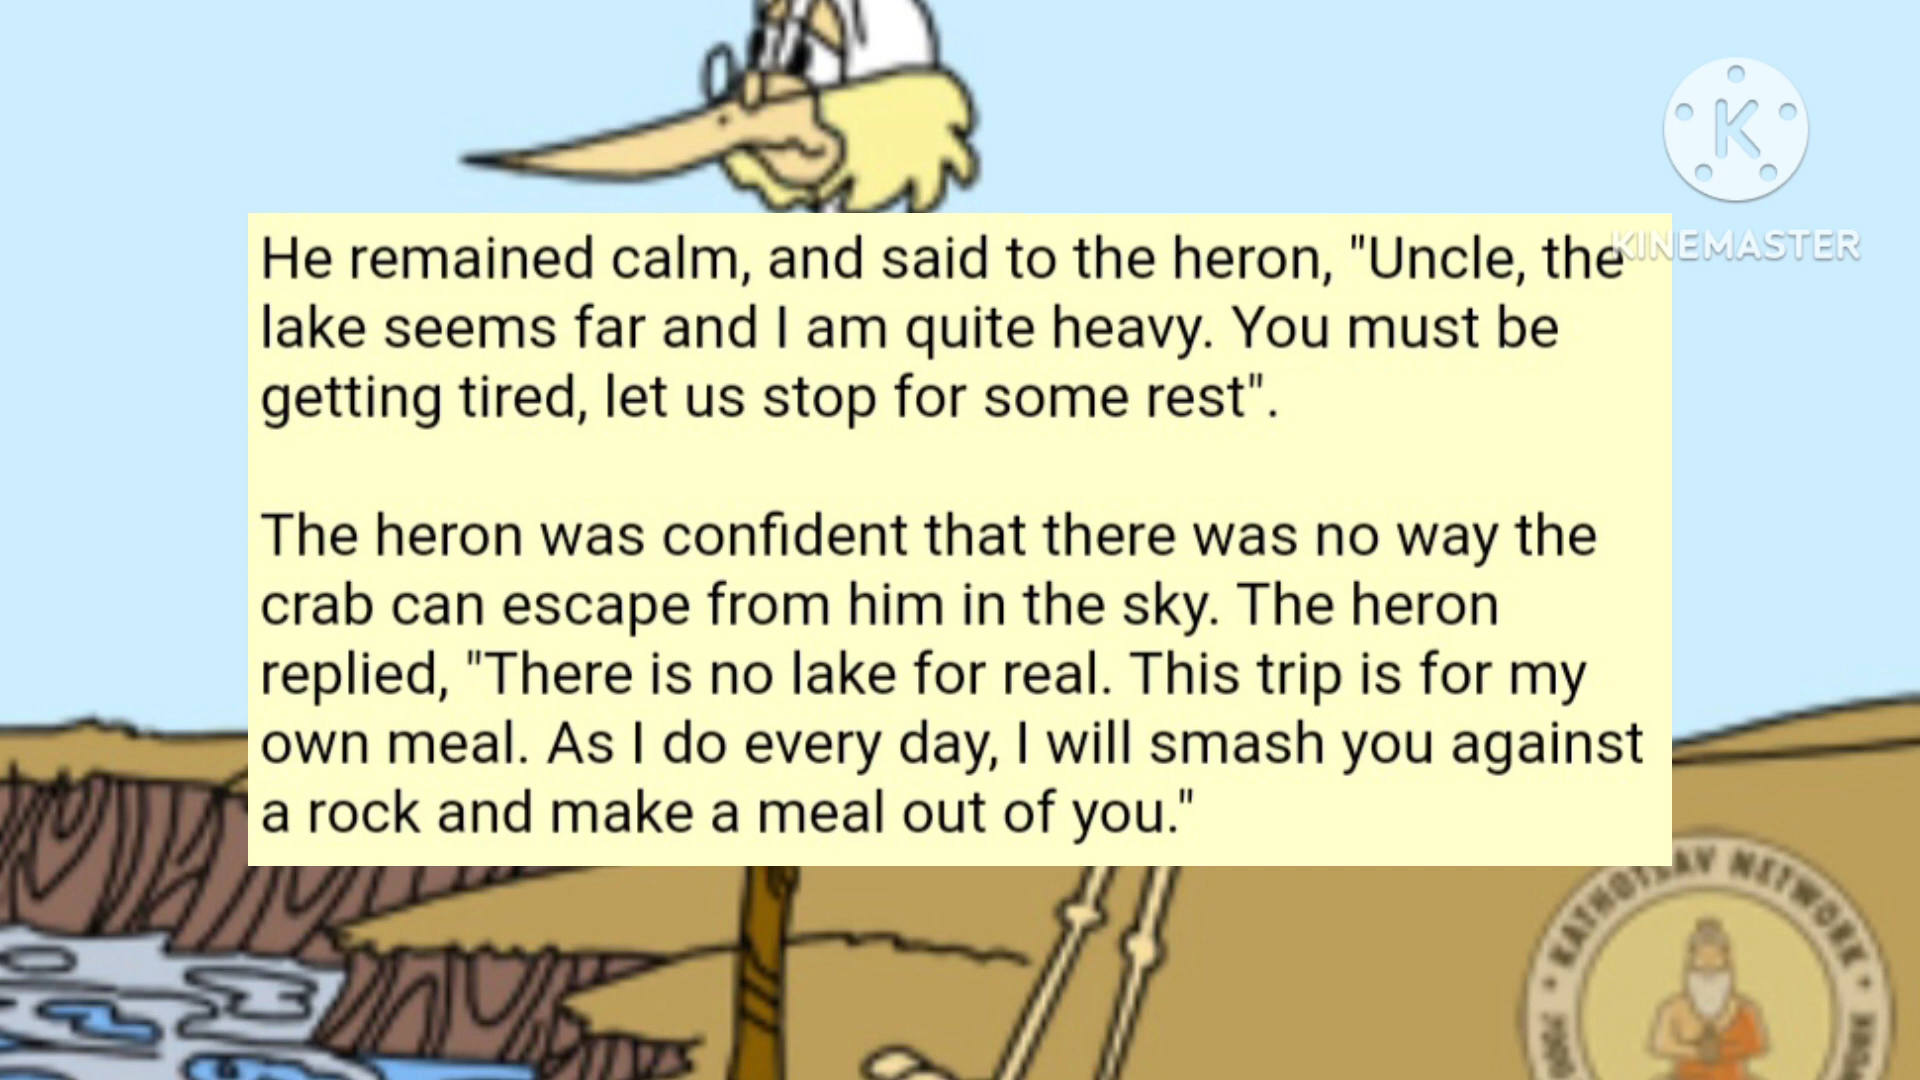 He remained calm, and said to the heron, "Uncle, the
lake seems far and I am quite heavy. You must be
getting tired, let us stop for some rest".
The heron was confident that there was no way the
crab can escape from him in the sky. The heron
replied, "There is no lake for real. This trip is for my
own meal. As I do every day, I will smash you against
a rock and make a meal out of you."
K
KINEMASTER
KATHOTSAV NETWORK